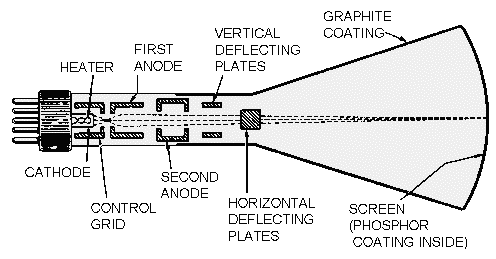 GRAPHITE
COATING
VERTICAL
DEFLECTING
PLATES
FIRST
ANODE
HEATER
CATHODE
CONTROL
GRID
SECOND
ANODE
HORIZONTAL
DEFLECTING
PLATES
SCREEN
(PHOSPHOR
COATING INSIDE)